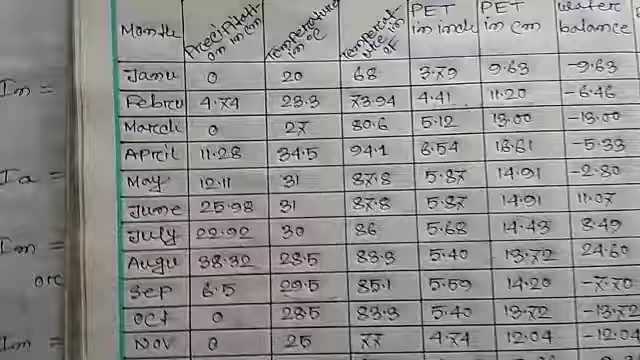 Im =
Ia =
Im =
or
Im =
Month Precipitation in cm Temperature in °C Temperature in °F PET in inch PET in Cm water balance
Janu 0 20 68 3.79 9.63 -9.63
Febru 4.74 23.3 73.94 4.41 11.20 -6.46
March 0 27 80.6 5.12 13.00 -13.00
April 11.28 34.5 94.1 6.54 16.61 -5.33
May 12.11 31 87.8 5.87 14.91 -2.80
June 25.98 31 87.8 5.87 14.91 11.07
July 22.92 30 86 5.68 14.43 8.49
Augu 38.32 28.5 83.3 5.40 13.72 24.60
Sep 6.5 29.5 85.1 5.59 14.20 -7.70
Oct 0 28.5 83.3 5.40 13.72 -13.72
Nov 0 25 77 4.74 12.04 -12.04